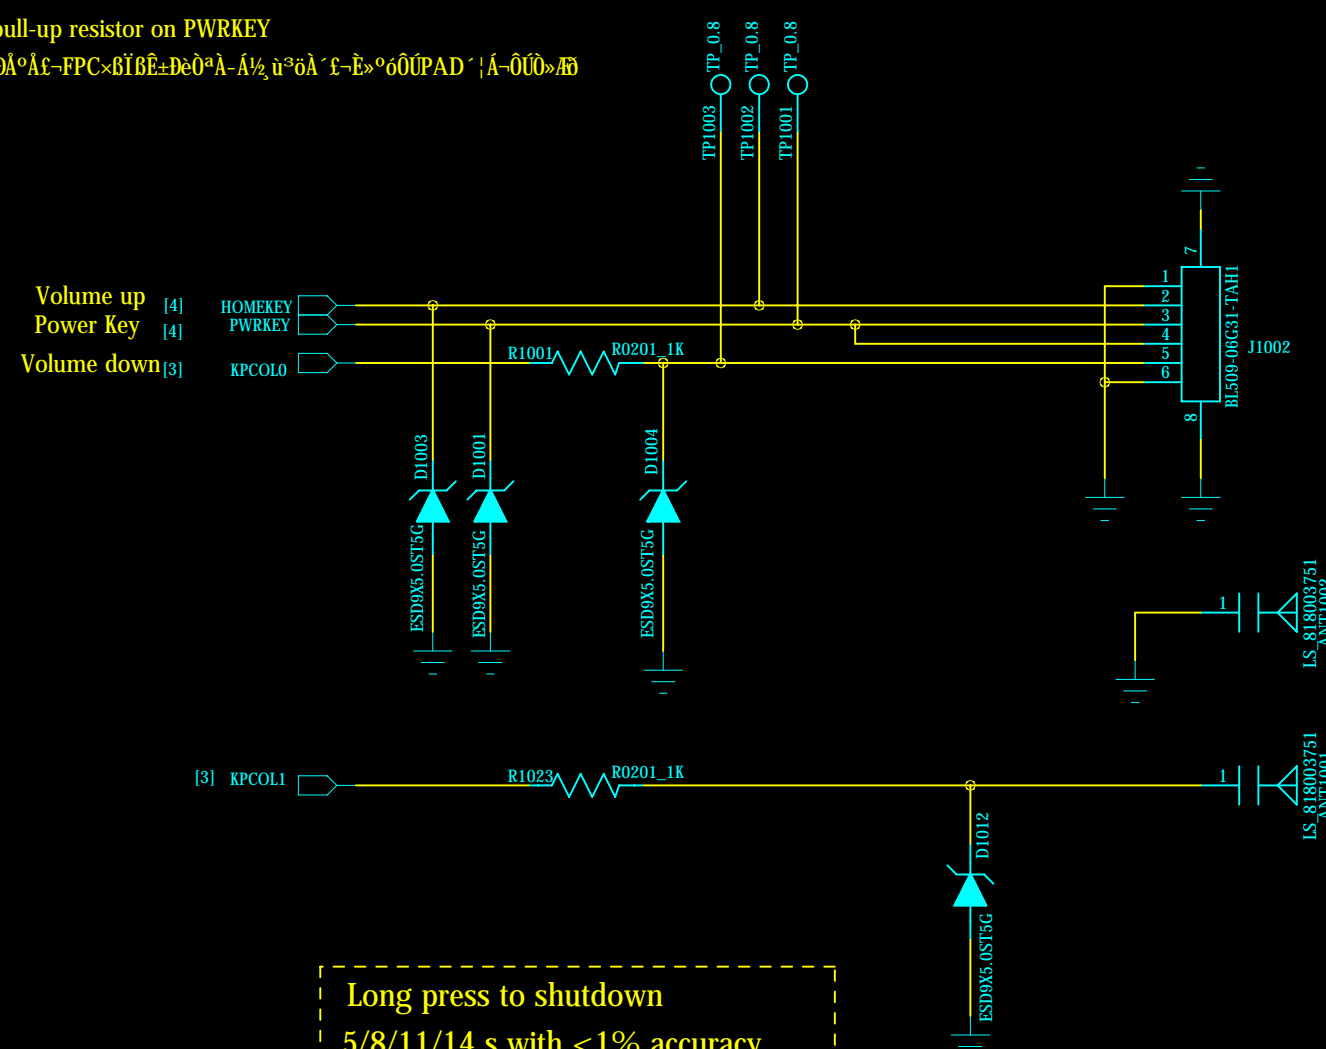 pull-up resistor on PWRKEY
TP_0.8
TP_0.8
TP_0.8
TP1003
TP1002
TP1001
7
1
2
3
4
5
6
8
BL509-06G31-TAH1
J1002
Volume up [4] HOMEKEY
Power Key [4] PWRKEY
Volume down [3] KPCOL0
R1001 R0201_1K
D1003
D1001
D1004
ESD9X5.0ST5G
ESD9X5.0ST5G
ESD9X5.0ST5G
1
LS_818003751
ANT1002
[3] KPCOL1
R1023 R0201_1K
1
LS_818003751
ANT1001
D1012
ESD9X5.0ST5G
Long press to shutdown
5/8/11/14 s with <1% accuracy